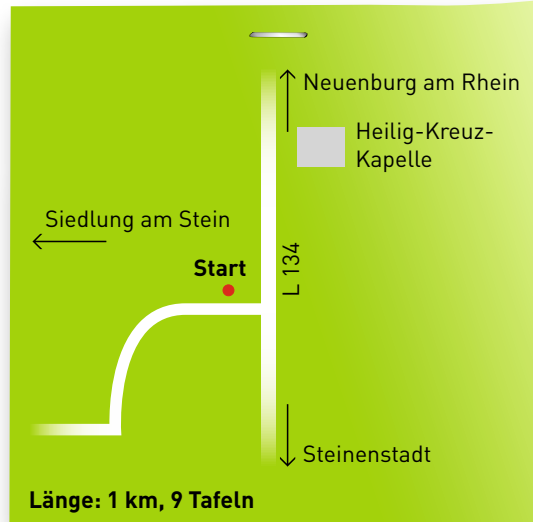 Neuenburg am Rhein
Heilig-Kreuz-
Kapelle
Siedlung am Stein
Start
L 134
Steinenstadt
Länge: 1 km, 9 Tafeln